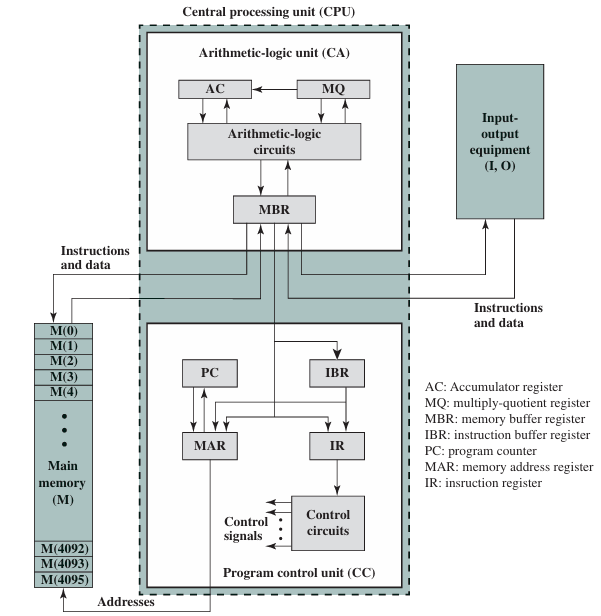 Central processing unit (CPU)
Arithmetic-logic unit (CA)
AC
MQ
Arithmetic-logic
circuits
MBR
Input-
output
equipment
(I, O)
Instructions
and data
Instructions
and data
M(0)
M(1)
M(2)
M(3)
M(4)
Main
memory
(M)
M(4092)
M(4093)
M(4095)
PC
IBR
MAR
IR
Control
signals
Control
circuits
Program control unit (CC)
Addresses
AC: Accumulator register
MQ: multiply-quotient register
MBR: memory buffer register
IBR: instruction buffer register
PC: program counter
MAR: memory address register
IR: insruction register